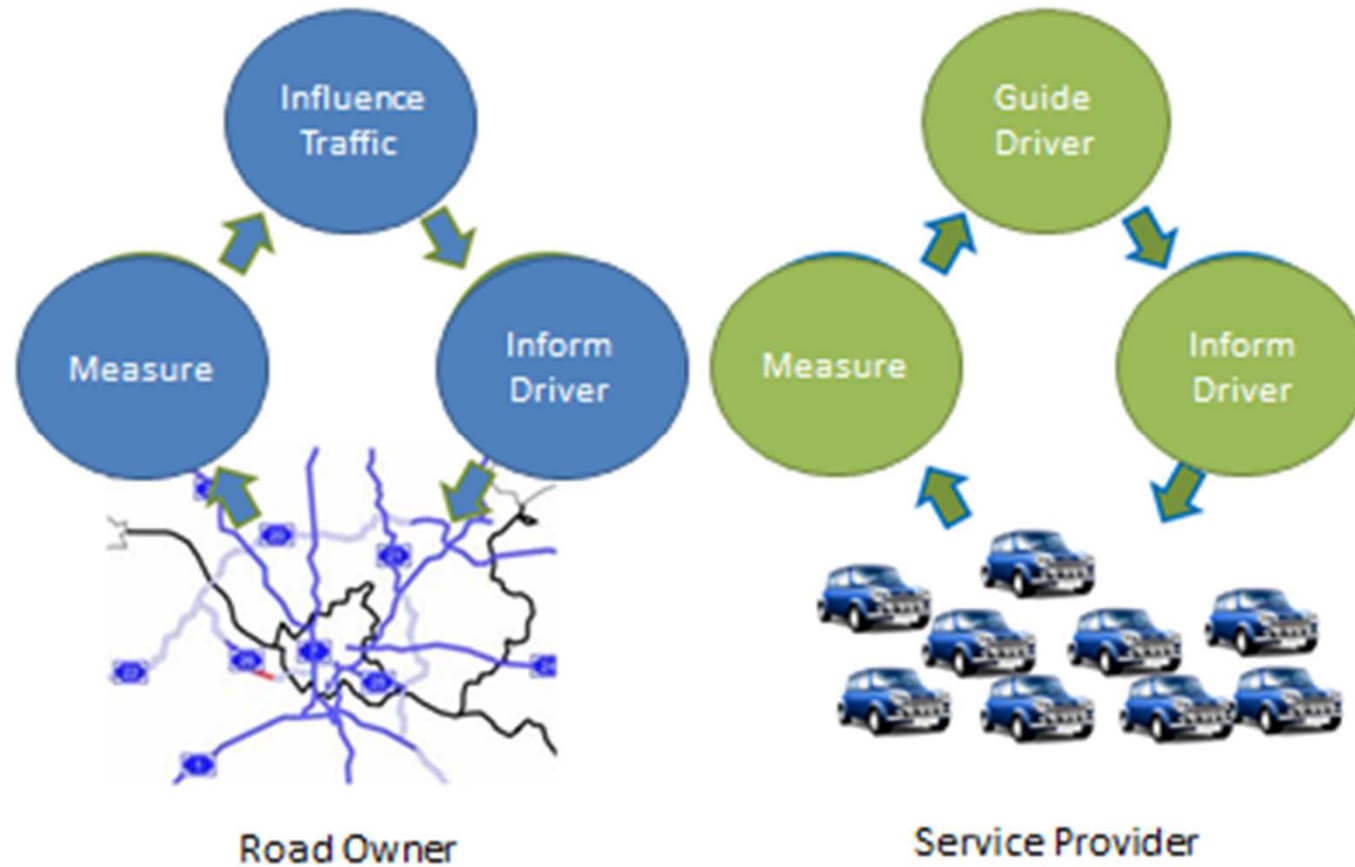 Influence
Traffic
Measure
Inform
Driver
Road Owner
Guide
Driver
Measure
Inform
Driver
Service Provider